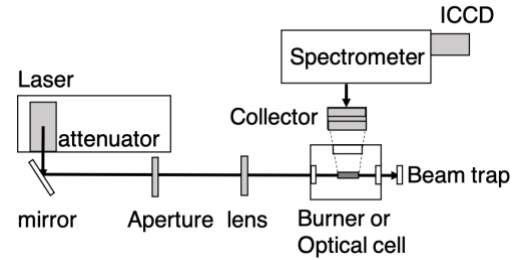 ICCD
Spectrometer
Laser
Collector
attenuator
Beam trap
mirror
Aperture
lens
Burner or
Optical cell